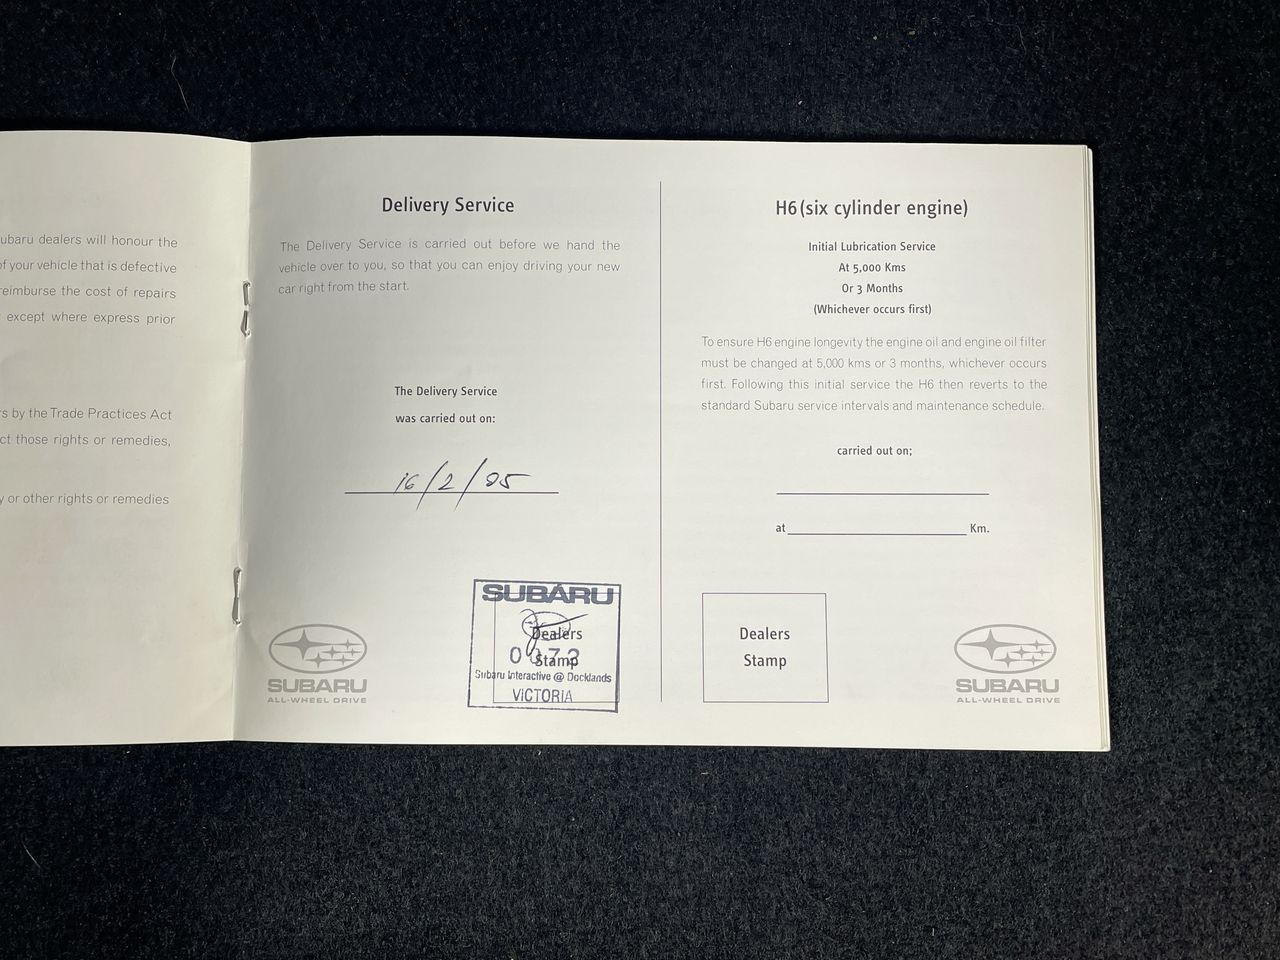 ubaru dealers will honour the
of your vehicle that is defective
reimburse the cost of repairs
except where express prior
rs by the Trade Practices Act
ct those rights or remedies,
y or other rights or remedies
Delivery Service
The Delivery Service is carried out before we hand the
vehicle over to you, so that you can enjoy driving your new
car right from the start.
The Delivery Service
was carried out on:
16/2/05
SUBARU
ALL-WHEEL DRIVE
SUBARU
Dealers
Stamp
Subaru Interactive @ Docklands
VICTORIA
H6 (six cylinder engine)
Initial Lubrication Service
At 5,000 Kms
Or 3 Months
(Whichever occurs first)
To ensure H6 engine longevity the engine oil and engine oil filter
must be changed at 5,000 kms or 3 months, whichever occurs
first. Following this initial service the H6 then reverts to the
standard Subaru service intervals and maintenance schedule.
carried out on;
at Km.
Dealers
Stamp
SUBARU
ALL-WHEEL DRIVE